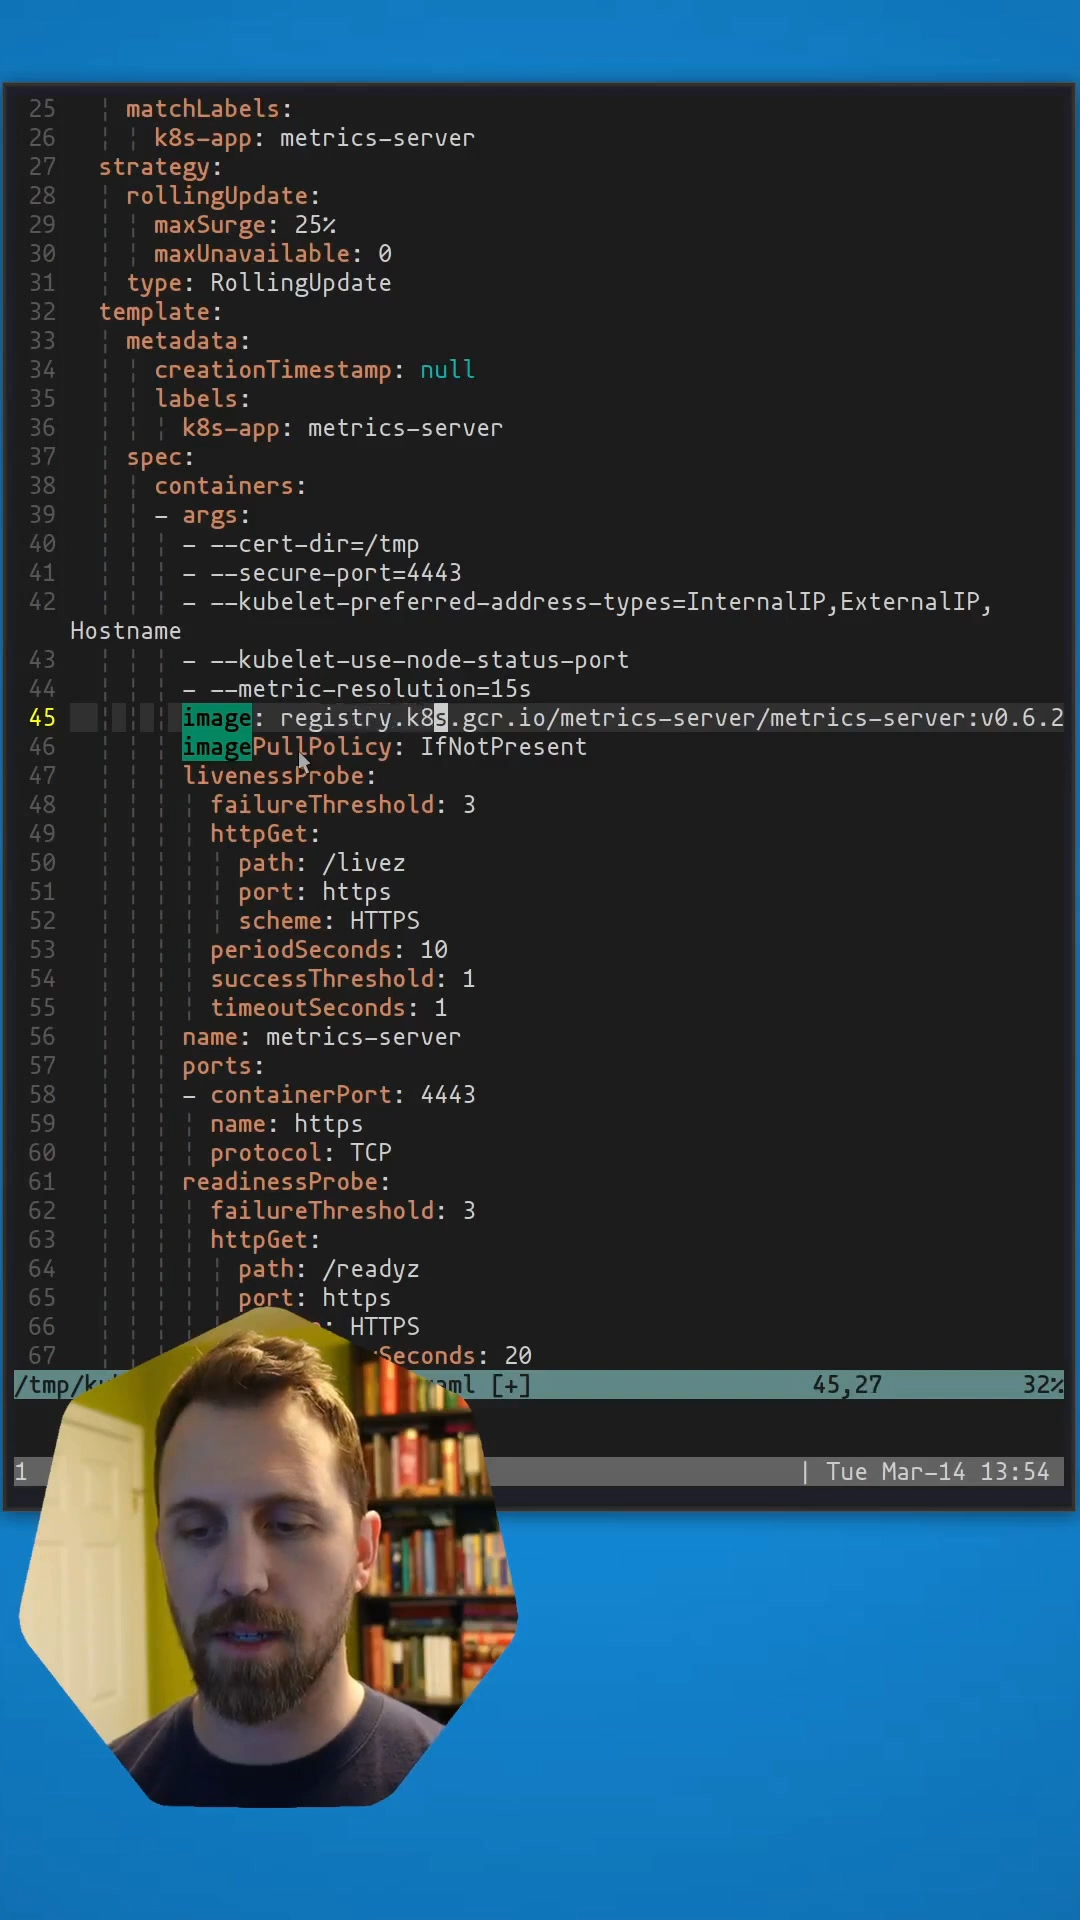 25 matchLabels:
26 k8s-app: metrics-server
27 strategy:
28 rollingUpdate:
29 maxSurge: 25%
30 maxUnavailable: 0
31 type: RollingUpdate
32 template:
33 metadata:
34 creationTimestamp: null
35 labels:
36 k8s-app: metrics-server
37 spec:
38 containers:
39 - args:
40 - --cert-dir=/tmp
41 - --secure-port=4443
42 - --kubelet-preferred-address-types=InternalIP,ExternalIP,
Hostname
43 - --kubelet-use-node-status-port
44 - --metric-resolution=15s
45 image: registry.k8s.gcr.io/metrics-server/metrics-server:v0.6.2
46 imagePullPolicy: IfNotPresent
47 livenessProbe:
48 failureThreshold: 3
49 httpGet:
50 path: /livez
51 port: https
52 scheme: HTTPS
53 periodSeconds: 10
54 successThreshold: 1
55 timeoutSeconds: 1
56 name: metrics-server
57 ports:
58 - containerPort: 4443
59 name: https
60 protocol: TCP
61 readinessProbe:
62 failureThreshold: 3
63 httpGet:
64 path: /readyz
65 port: https
66 : HTTPS
67 Seconds: 20
/tmp/ku aml [+] 45,27 32%
1 | Tue Mar-14 13:54